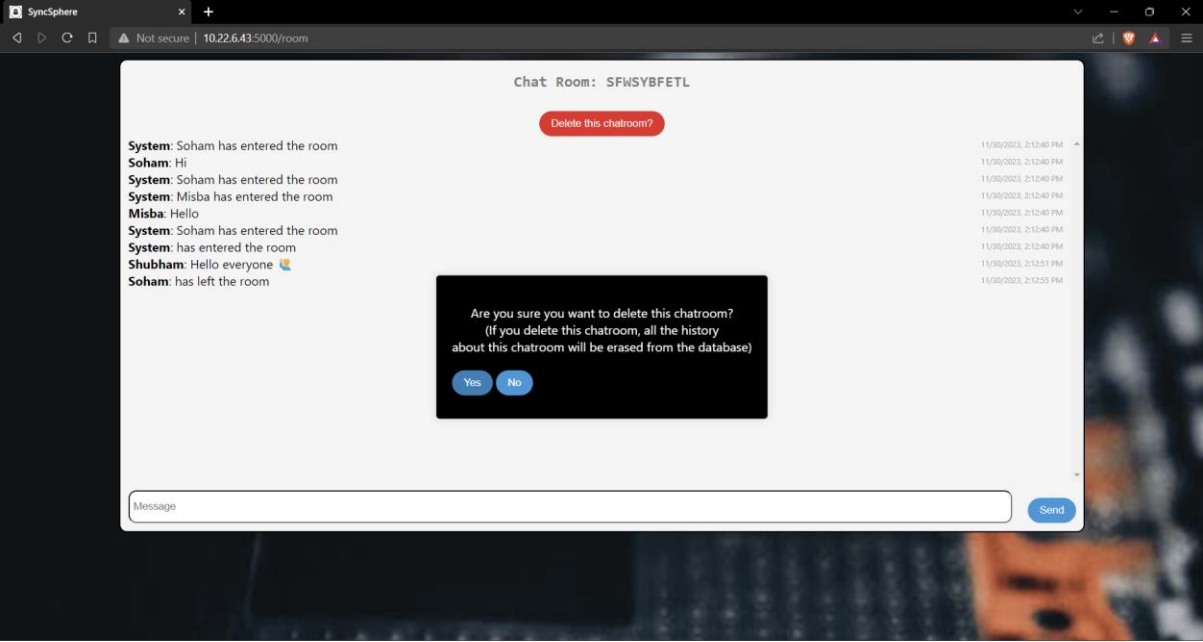 SyncSphere
Not secure | 10.22.6.43:5000/room
Chat Room: SFWSYBFETL
Delete this chatroom?
System: Soham has entered the room 11/30/2023, 2:12:40 PM
Soham: Hi 11/30/2023, 2:12:40 PM
System: Soham has entered the room 11/30/2023, 2:12:40 PM
System: Misba has entered the room 11/30/2023, 2:12:40 PM
Misba: Hello 11/30/2023, 2:12:40 PM
System: Soham has entered the room 11/30/2023, 2:12:40 PM
System: has entered the room 11/30/2023, 2:12:40 PM
Shubham: Hello everyone 11/30/2023, 2:12:51 PM
Soham: has left the room 11/30/2023, 2:12:55 PM
Are you sure you want to delete this chatroom?
(If you delete this chatroom, all the history
about this chatroom will be erased from the database)
Yes No
Message
Send